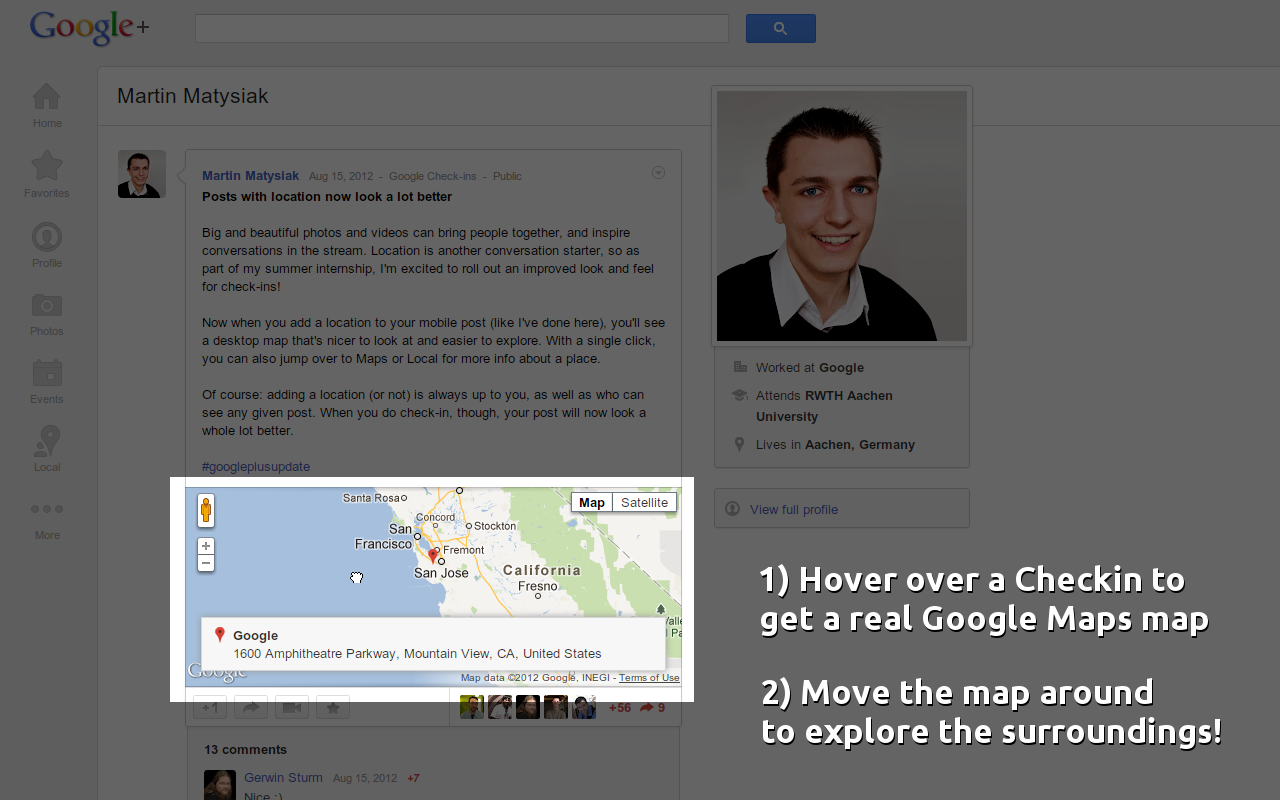 Google+
Martin Matysiak
Home
Favorites
Profile
Photos
Events
Local
More
Martin Matysiak Aug 15, 2012 - Google Check-ins - Public
Posts with location now look a lot better
Big and beautiful photos and videos can bring people together, and inspire
conversations in the stream. Location is another conversation starter, so as
part of my summer internship, I'm excited to roll out an improved look and feel
for check-ins!
Now when you add a location to your mobile post (like I've done here), you'll see
a desktop map that's nicer to look at and easier to explore. With a single click,
you can also jump over to Maps or Local for more info about a place.
Of course: adding a location (or not) is always up to you, as well as who can
see any given post. When you do check-in, though, your post will now look a
whole lot better.
#googleplusupdate
Santa Rosa
Map Satellite
Concord
Stockton
San
Francisco
Fremont
San Jose
California
Fresno
Google
1600 Amphitheatre Parkway, Mountain View, CA, United States
Google
Map data ©2012 Google, INEGI - Terms of Use
+1
+56 9
13 comments
Gerwin Sturm Aug 15, 2012 +7
Nice :)
Worked at Google
Attends RWTH Aachen
University
Lives in Aachen, Germany
View full profile
1) Hover over a Checkin to
get a real Google Maps map
2) Move the map around
to explore the surroundings!